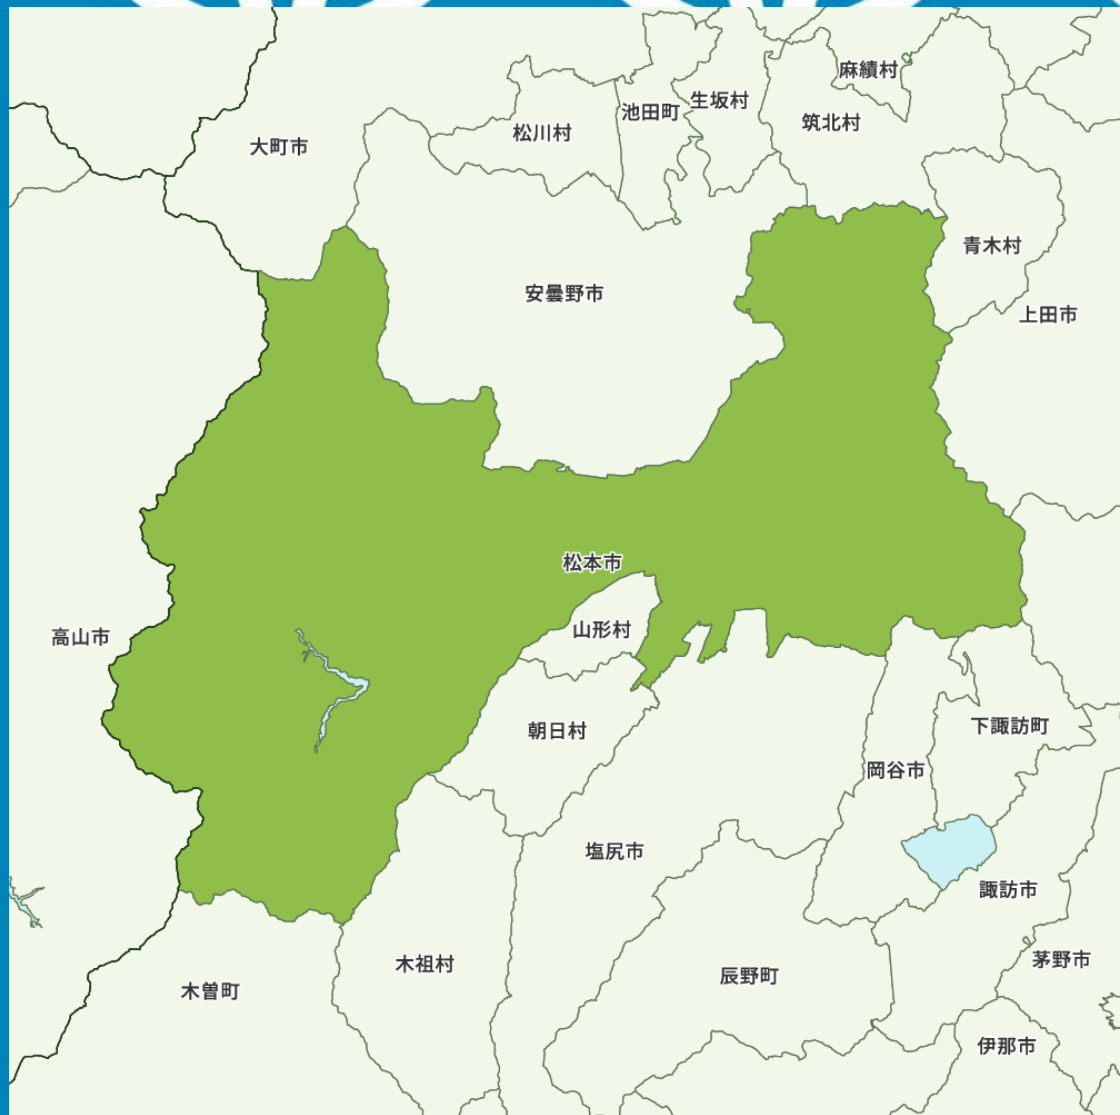 麻績村
生坂村
池田町
筑北村
松川村
大町市
青木村
安曇野市
上田市
松本市
山形村
高山市
下諏訪町
朝日村
岡谷市
塩尻市
諏訪市
茅野市
木祖村
辰野町
木曽町
伊那市